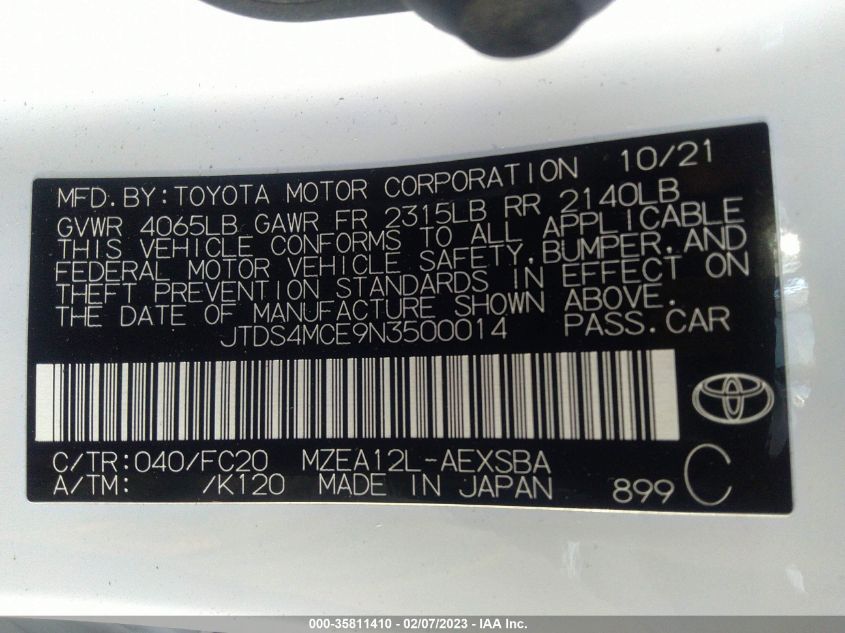 MFD.BY:TOYOTA MOTOR CORPORATION 10/21
GVWR 4065LB GAWR FR 2315LB RR 2140LB
THIS VEHICLE CONFORMS TO ALL APPLICABLE
FEDERAL MOTOR VEHICLE SAFETY,BUMPER,AND
THEFT PREVENTION STANDARDS IN EFFECT ON
THE DATE OF MANUFACTURE SHOWN ABOVE.
JTDS4MCE9N3500014 PASS.CAR
C/TR:040/FC20 MZEA12L-AEXSBA C
A/TM: /K120 MADE IN JAPAN 899
000-35811410 - 02/07/2023 - IAA Inc.